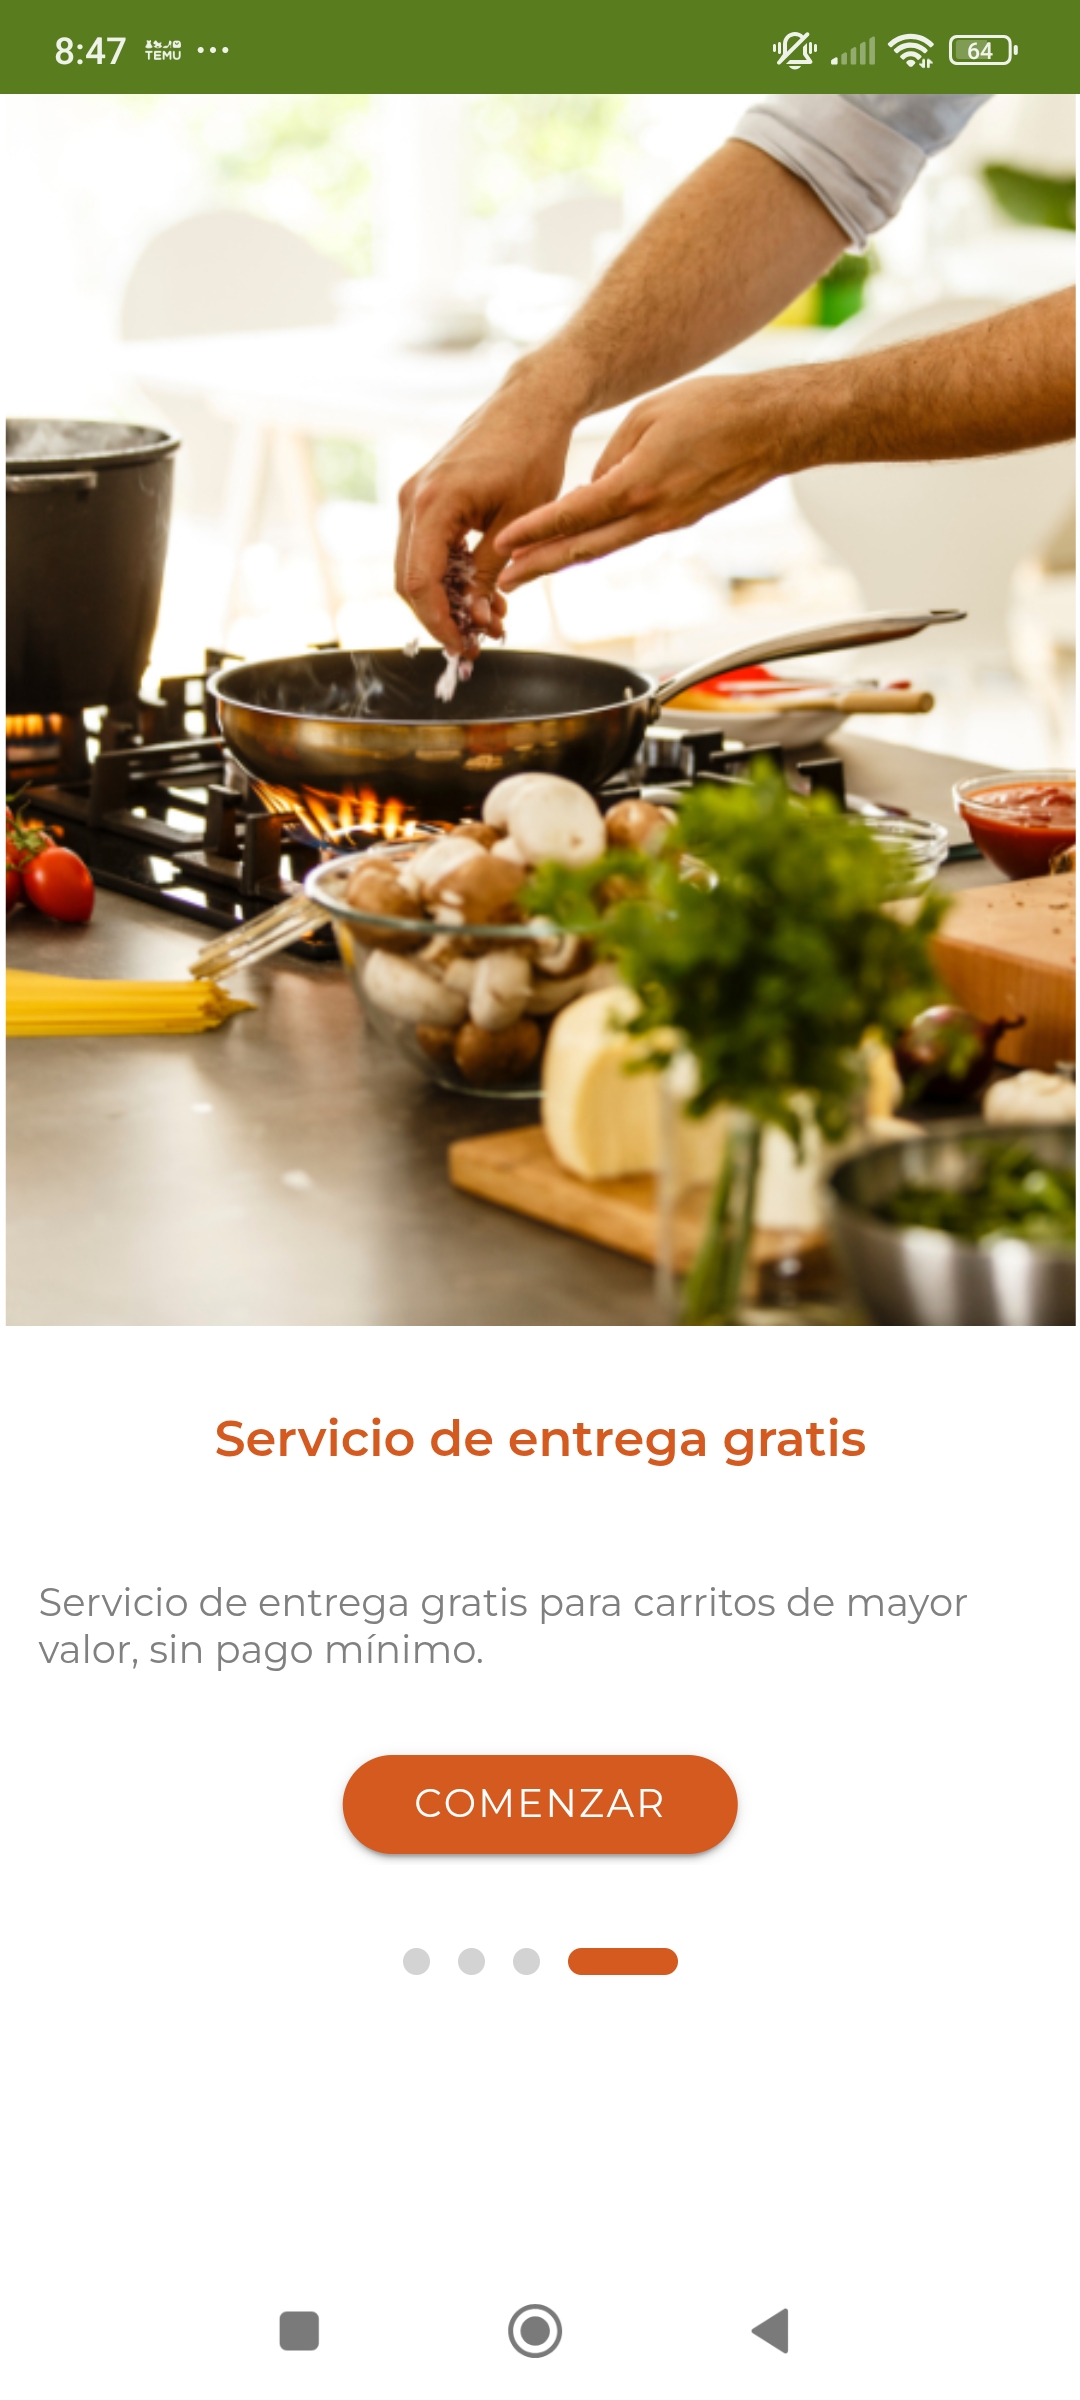 8:47 TEMU 64
Servicio de entrega gratis
Servicio de entrega gratis para carritos de mayor
valor, sin pago mínimo.
COMENZAR